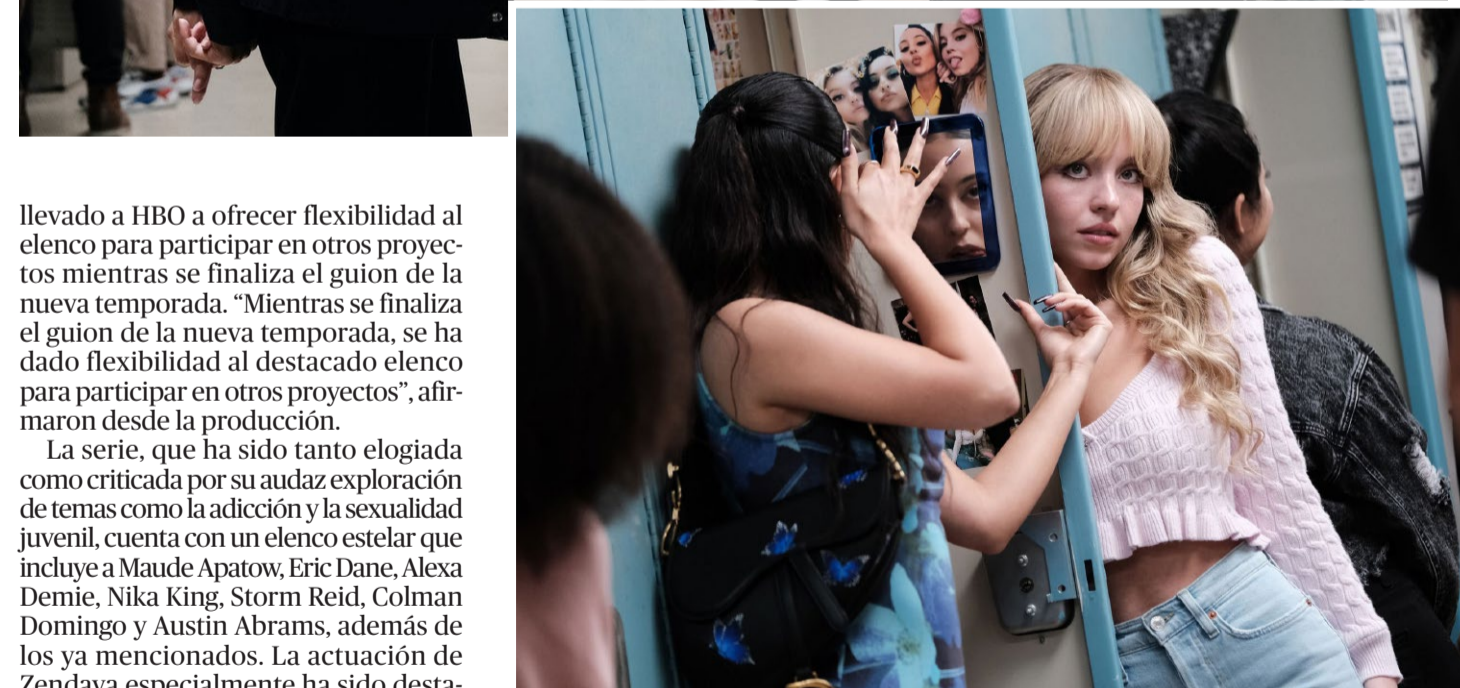 llevado a HBO a ofrecer flexibilidad al
elenco para participar en otros proyec-
tos mientras se finaliza el guion de la
nueva temporada. “Mientras se finaliza
el guion de la nueva temporada, se ha
dado flexibilidad al destacado elenco
para participar en otros proyectos”, afir-
maron desde la producción.
La serie, que ha sido tanto elogiada
como criticada por su audaz exploración
de temas como la adicción y la sexualidad
juvenil, cuenta con un elenco estelar que
incluye a Maude Apatow, Eric Dane, Alexa
Demie, Nika King, Storm Reid, Colman
Domingo y Austin Abrams, además de
los ya mencionados. La actuación de
Zendaya especialmente ha sido desta-